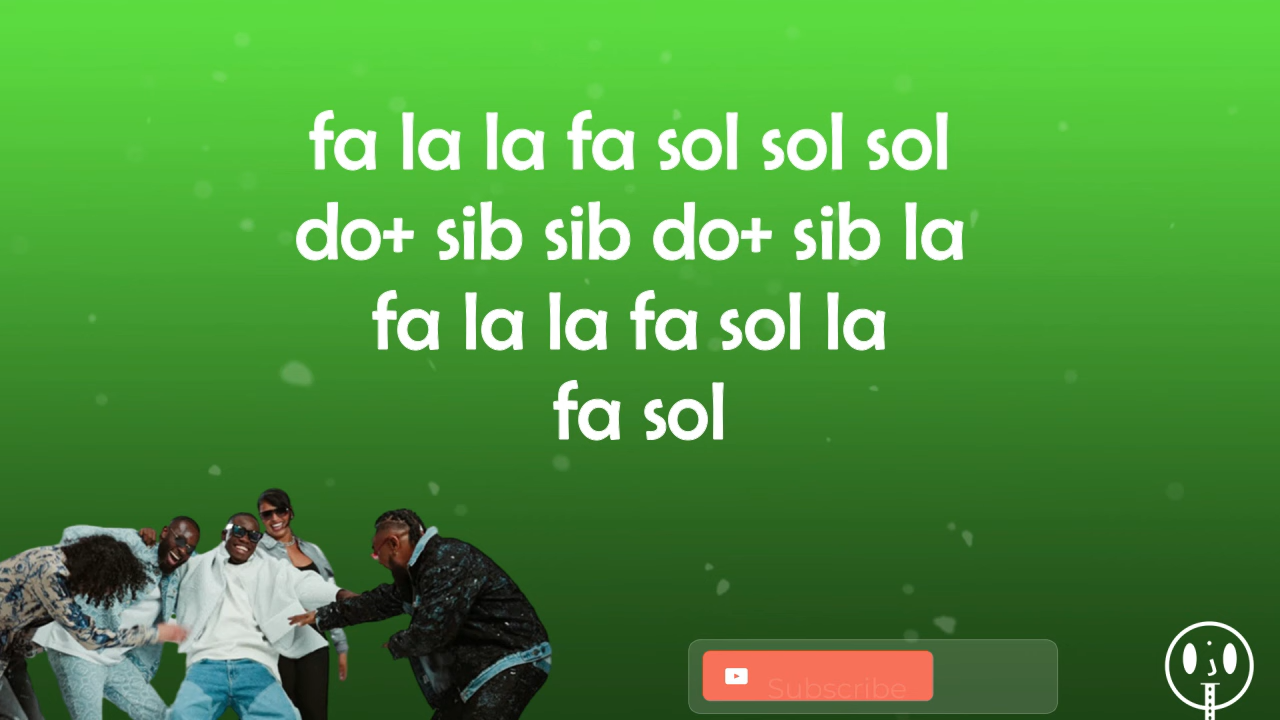 fa la la fa sol sol sol
do+ sib sib do+ sib la
fa la la fa sol la
fa sol
Subscribe